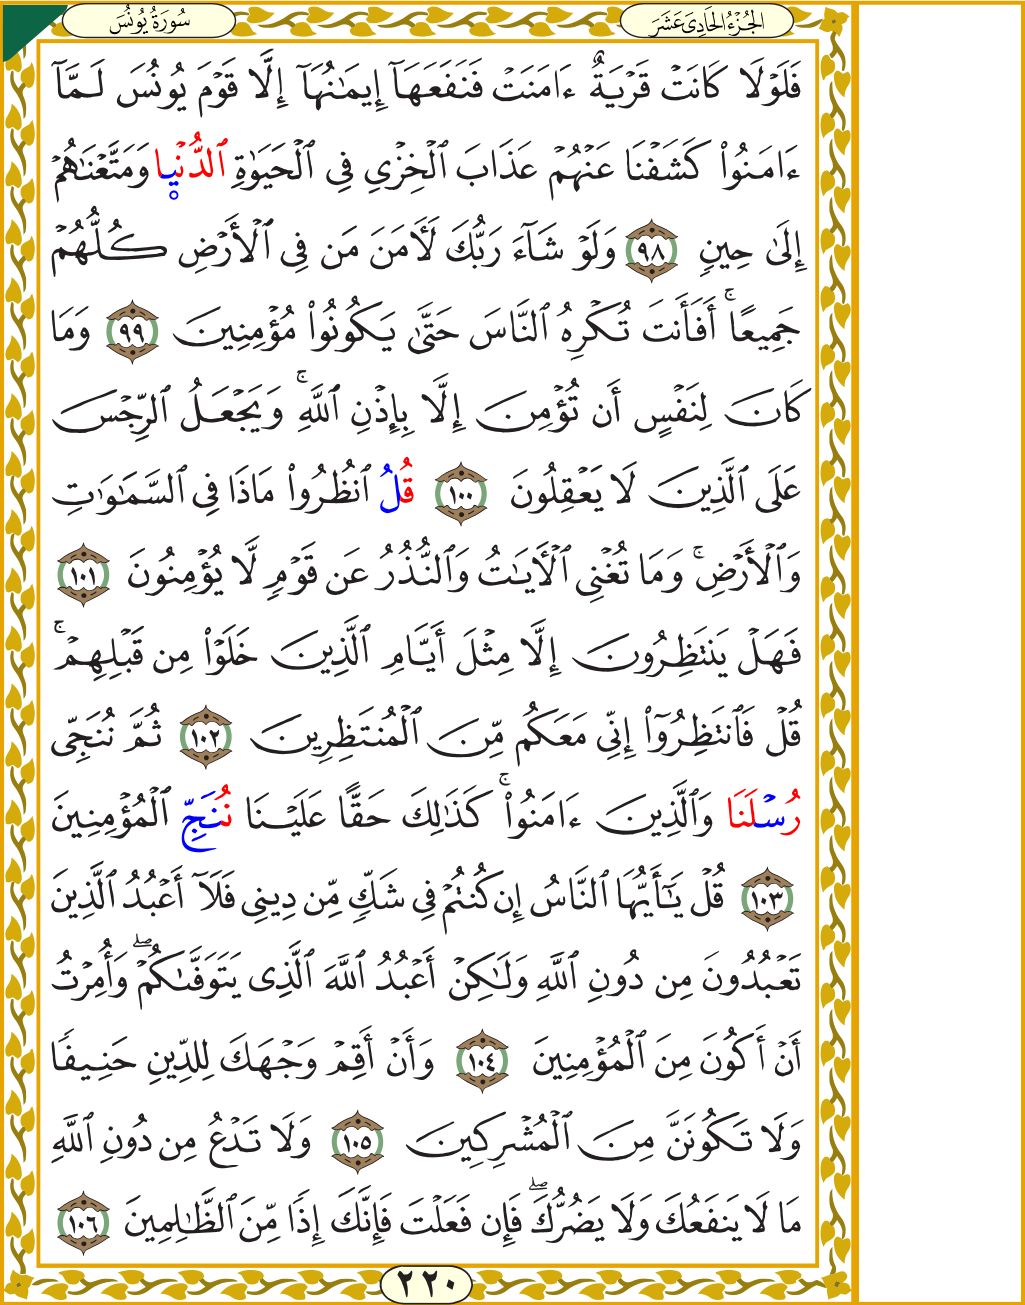 الجُزْءُ الحَادِىَ عَشَرَ
سُورَةُ يُونُسَ
فَلَوْلَا كَانَتْ قَرْيَةٌ ءَامَنَتْ فَنَفَعَهَآ إِيمَـٰنُهَآ إِلَّا قَوْمَ يُونُسَ لَمَّآ
ءَامَنُوا۟ كَشَفْنَا عَنْهُمْ عَذَابَ ٱلْخِزْىِ فِى ٱلْحَيَوٰةِ ٱلدُّنْيا وَمَتَّعْنَـٰهُمْ
إِلَىٰ حِينٍ ٩٨ وَلَوْ شَآءَ رَبُّكَ لَـَٔامَنَ مَن فِى ٱلْأَرْضِ كُلُّهُمْ
جَمِيعًا ۚ أَفَأَنتَ تُكْرِهُ ٱلنَّاسَ حَتَّىٰ يَكُونُوا۟ مُؤْمِنِينَ ٩٩ وَمَا
كَانَ لِنَفْسٍ أَن تُؤْمِنَ إِلَّا بِإِذْنِ ٱللَّهِ ۚ وَيَجْعَلُ ٱلرِّجْسَ
عَلَى ٱلَّذِينَ لَا يَعْقِلُونَ ١٠٠ قُلُ ٱنظُرُوا۟ مَاذَا فِى ٱلسَّمَـٰوَٰتِ
وَٱلْأَرْضِ ۚ وَمَا تُغْنِى ٱلْـَٔايَـٰتُ وَٱلنُّذُرُ عَن قَوْمٍ لَّا يُؤْمِنُونَ ١٠١
فَهَلْ يَنتَظِرُونَ إِلَّا مِثْلَ أَيَّامِ ٱلَّذِينَ خَلَوْا۟ مِن قَبْلِهِمْ ۚ
قُلْ فَٱنتَظِرُوٓا۟ إِنِّى مَعَكُم مِّنَ ٱلْمُنتَظِرِينَ ١٠٢ ثُمَّ نُنَجِّى
رُسْلَنَا وَٱلَّذِينَ ءَامَنُوا۟ ۚ كَذَٰلِكَ حَقًّا عَلَيْنَا نُنَجِّ ٱلْمُؤْمِنِينَ
١٠٣ قُلْ يَـٰٓأَيُّهَا ٱلنَّاسُ إِن كُنتُمْ فِى شَكٍّ مِّن دِينِى فَلَآ أَعْبُدُ ٱلَّذِينَ
تَعْبُدُونَ مِن دُونِ ٱللَّهِ وَلَـٰكِنْ أَعْبُدُ ٱللَّهَ ٱلَّذِى يَتَوَفَّىٰكُمْ ۖ وَأُمِرْتُ
أَنْ أَكُونَ مِنَ ٱلْمُؤْمِنِينَ ١٠٤ وَأَنْ أَقِمْ وَجْهَكَ لِلدِّينِ حَنِيفًا
وَلَا تَكُونَنَّ مِنَ ٱلْمُشْرِكِينَ ١٠٥ وَلَا تَدْعُ مِن دُونِ ٱللَّهِ
مَا لَا يَنفَعُكَ وَلَا يَضُرُّكَ ۖ فَإِن فَعَلْتَ فَإِنَّكَ إِذًا مِّنَ ٱلظَّـٰلِمِينَ ١٠٦
٢٢٠